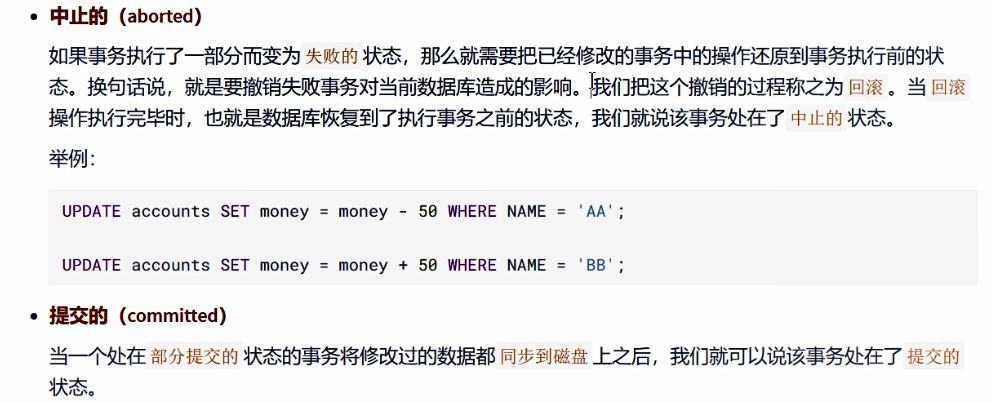 • 中止的（aborted）
如果事务执行了一部分而变为 失败的 状态，那么就需要把已经修改的事务中的操作还原到事务执行前的状
态。换句话说，就是要撤销失败事务对当前数据库造成的影响。我们把这个撤销的过程称之为 回滚 。当 回滚
操作执行完毕时，也就是数据库恢复到了执行事务之前的状态，我们就说该事务处在了 中止的 状态。
举例：
UPDATE accounts SET money = money - 50 WHERE NAME = 'AA';
UPDATE accounts SET money = money + 50 WHERE NAME = 'BB';
• 提交的（committed）
当一个处在 部分提交的 状态的事务将修改过的数据都 同步到磁盘 上之后，我们就可以说该事务处在了 提交的
状态。